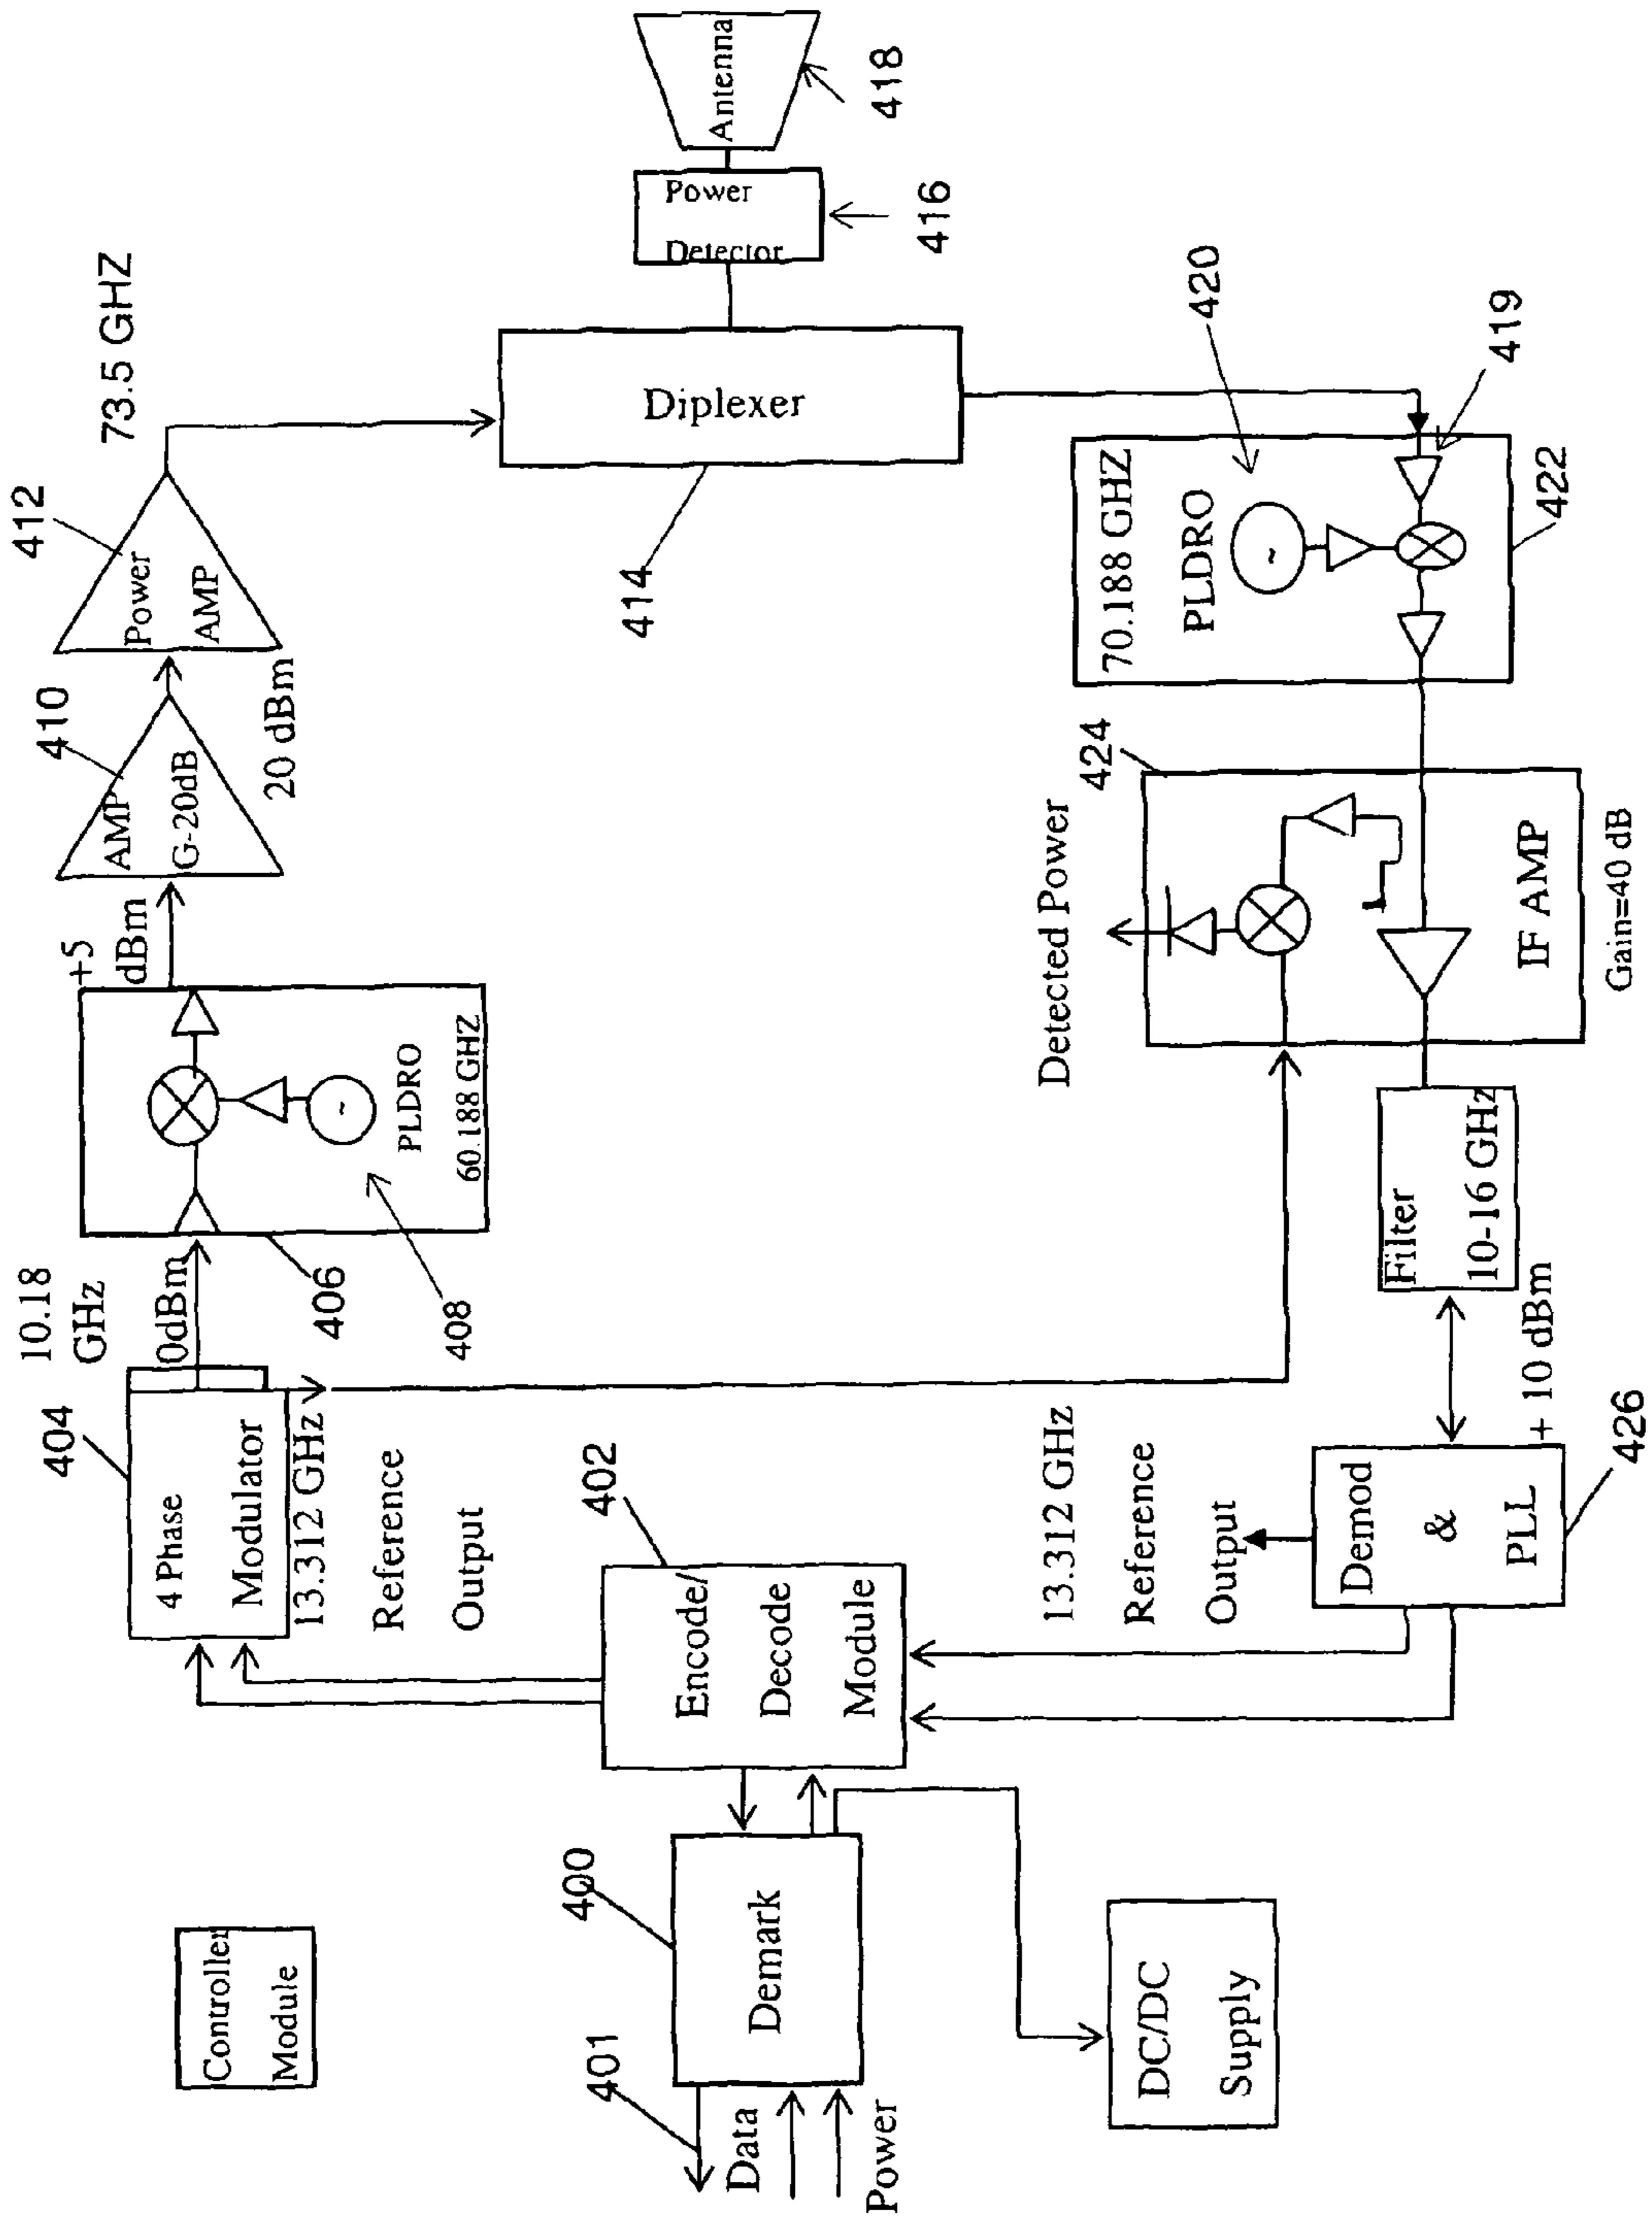 Controller
Module
401
Data
Power
400
Demark
DC/DC
Supply
402
Encode/
Decode
Module
404
4 Phase
Modulator
13.312 GHz
Reference
Output
10.18
GHz
0dBm
406
408
PLDRO
60.188 GHZ
+5
dBm
410
AMP
G-20dB
20 dBm
412
Power
AMP
73.5 GHZ
414
Diplexer
Power
Detector
416
Antenna
418
420
419
70.188 GHZ
PLDRO
422
424
Detected Power
IF AMP
Gain=40 dB
Filter
10-16 GHz
+ 10 dBm
13.312 GHz
Reference
Output
Demod
&
PLL
426